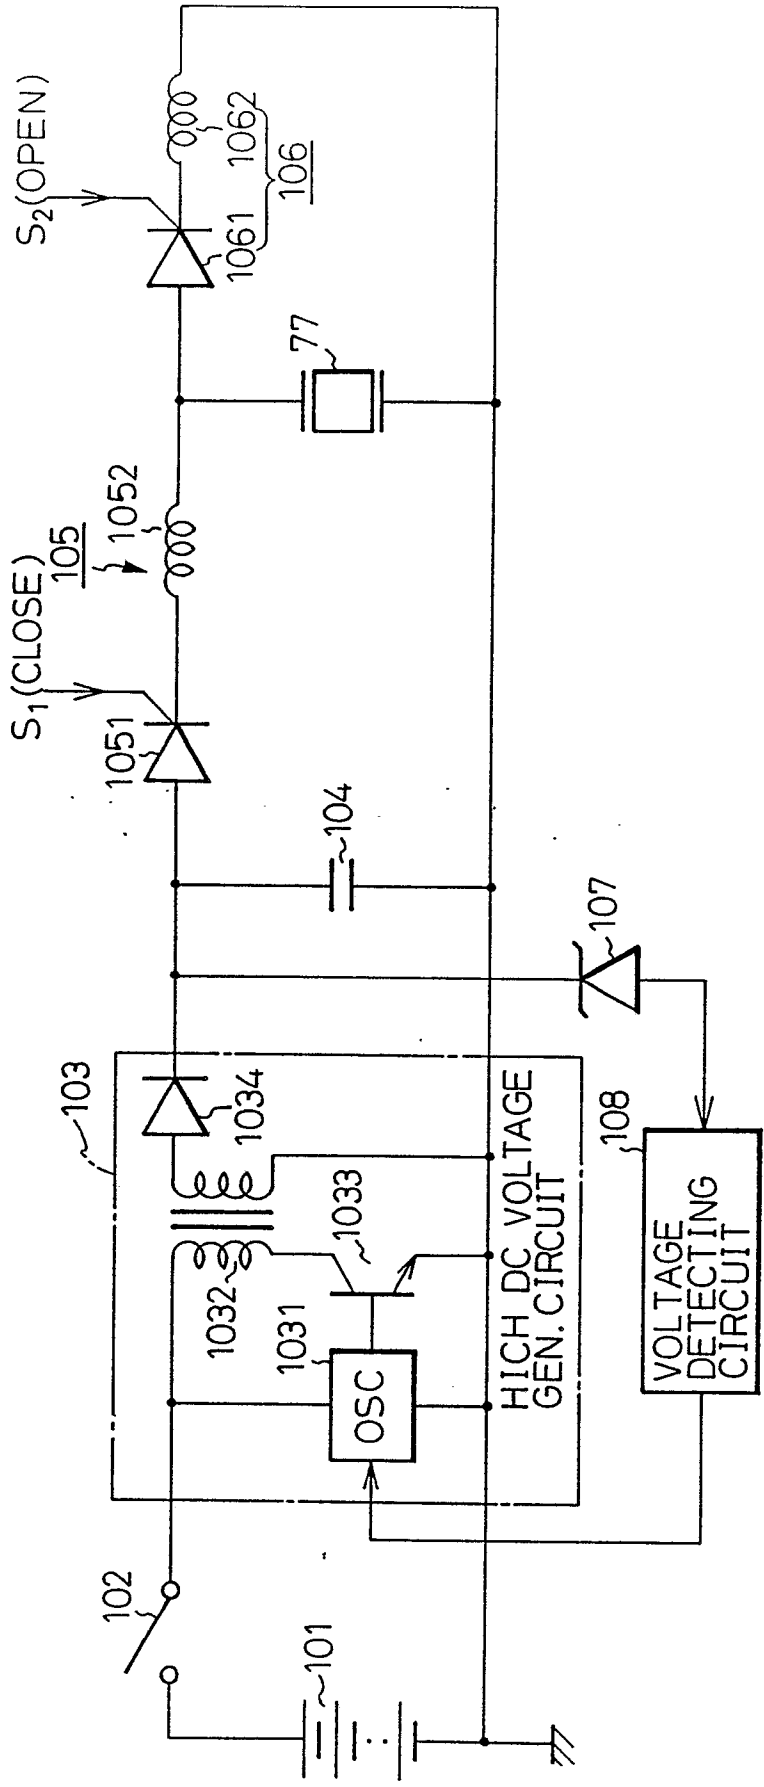 S1(CLOSE)
S2(OPEN)
105
1051
1052
1061
1062
106
77
104
103
1034
1032
1033
1031
OSC
HICH DC VOLTAGE
GEN. CIRCUIT
102
101
107
108
VOLTAGE
DETECTING
CIRCUIT